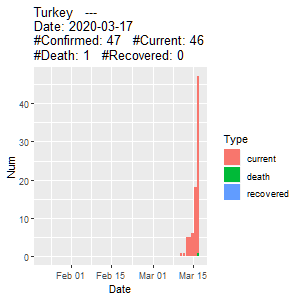 Turkey   ---
Date: 2020-03-17
#Confirmed: 47   #Current: 46
#Death: 1   #Recovered: 0
Num
40
30
20
10
0
Feb 01 Feb 15 Mar 01 Mar 15
Date
Type
current
death
recovered